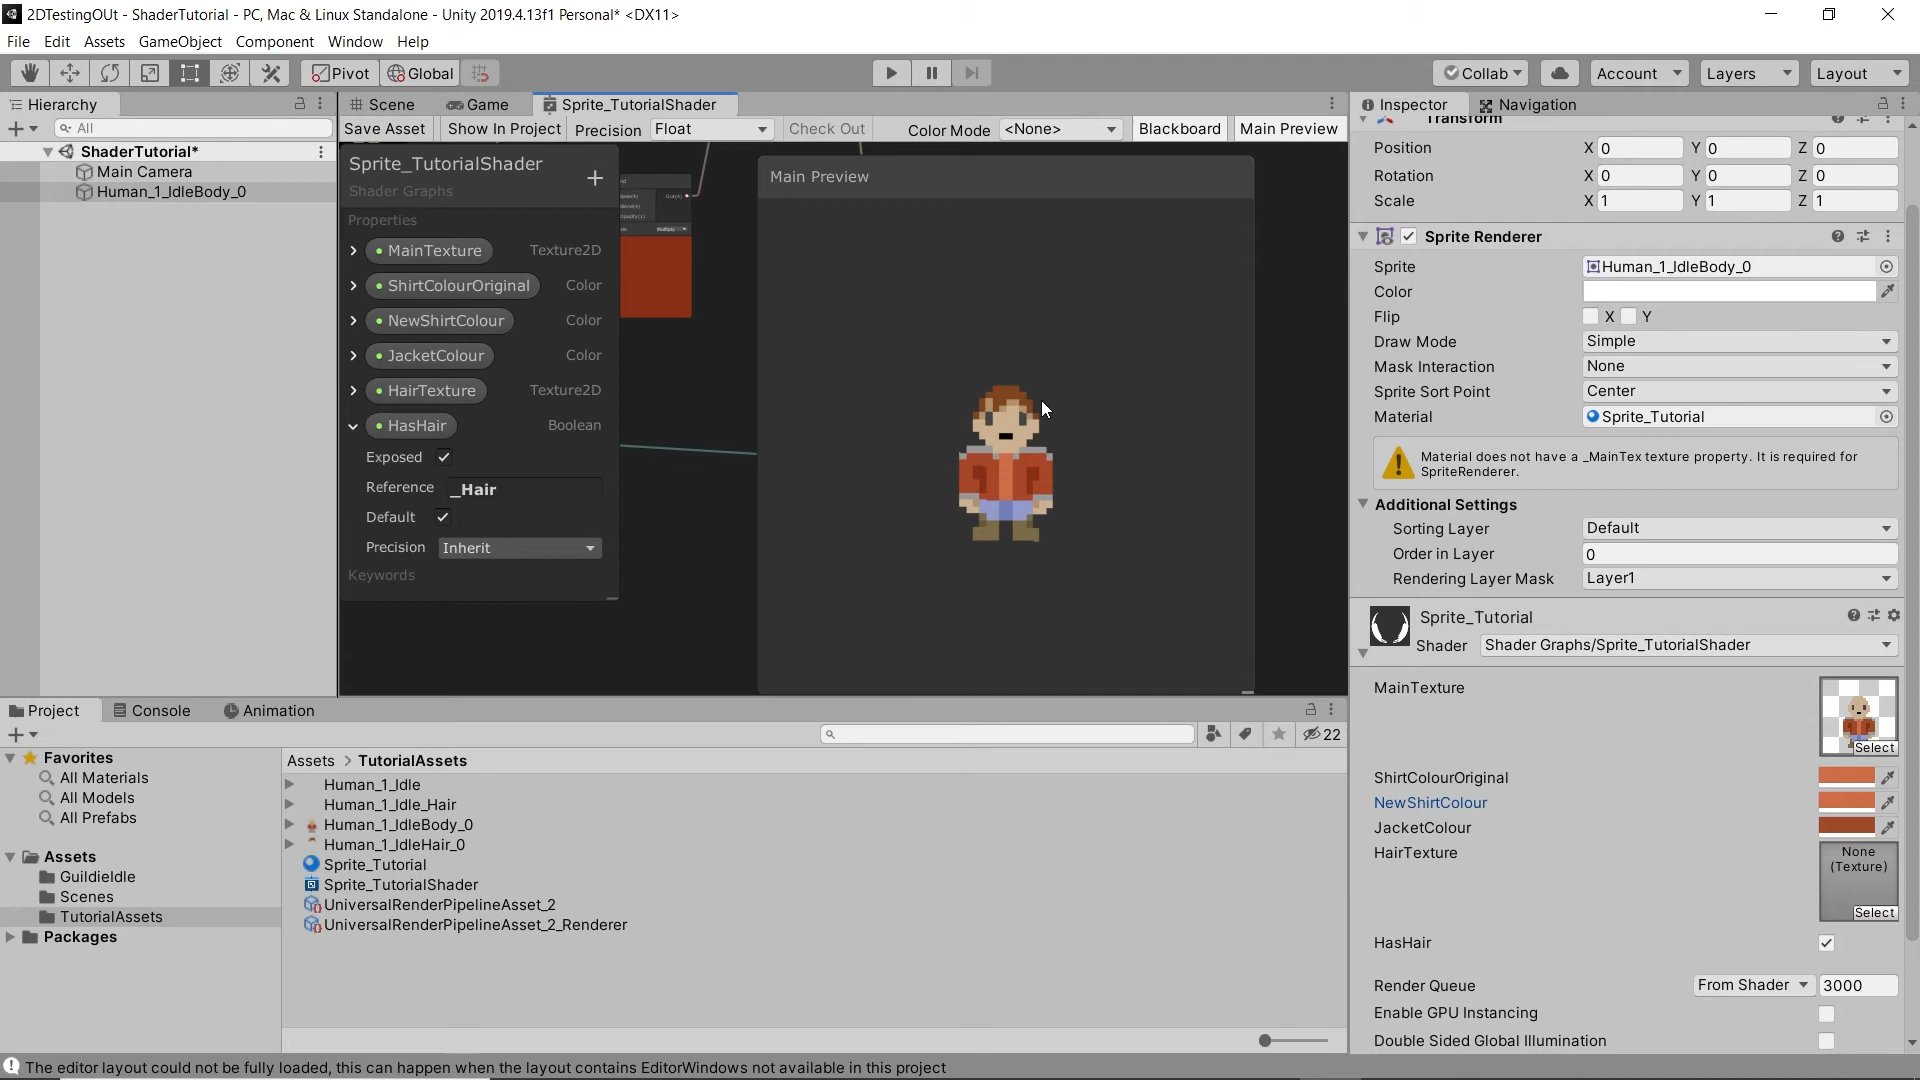 2DTestingOUt - ShaderTutorial - PC, Mac & Linux Standalone - Unity 2019.4.13f1 Personal* <DX11>
File Edit Assets GameObject Component Window Help
Pivot Global Collab Account Layers Layout
Hierarchy
All
ShaderTutorial*
Main Camera
Human_1_IdleBody_0
Scene Game Sprite_TutorialShader
Save Asset Show In Project Precision Float Check Out Color Mode <None> Blackboard Main Preview
Sprite_TutorialShader
Shader Graphs
Properties
MainTexture Texture2D
ShirtColourOriginal Color
NewShirtColour Color
JacketColour Color
HairTexture Texture2D
HasHair Boolean
Exposed
Reference _Hair
Default
Precision Inherit
Keywords
Out(4)
Multiply
Main Preview
Inspector Navigation
Transform
Position X 0 Y 0 Z 0
Rotation X 0 Y 0 Z 0
Scale X 1 Y 1 Z 1
Sprite Renderer
Sprite Human_1_IdleBody_0
Color
Flip X Y
Draw Mode Simple
Mask Interaction None
Sprite Sort Point Center
Material Sprite_Tutorial
Material does not have a _MainTex texture property. It is required for
SpriteRenderer.
Additional Settings
Sorting Layer Default
Order in Layer 0
Rendering Layer Mask Layer1
Sprite_Tutorial
Shader Shader Graphs/Sprite_TutorialShader
MainTexture
Select
ShirtColourOriginal
NewShirtColour
JacketColour
HairTexture
None
(Texture)
Select
HasHair
Render Queue From Shader 3000
Enable GPU Instancing
Double Sided Global Illumination
Project Console Animation
22
Favorites
All Materials
All Models
All Prefabs
Assets
GuildieIdle
Scenes
TutorialAssets
Packages
Assets > TutorialAssets
Human_1_Idle
Human_1_Idle_Hair
Human_1_IdleBody_0
Human_1_IdleHair_0
Sprite_Tutorial
Sprite_TutorialShader
UniversalRenderPipelineAsset_2
UniversalRenderPipelineAsset_2_Renderer
The editor layout could not be fully loaded, this can happen when the layout contains EditorWindows not available in this project